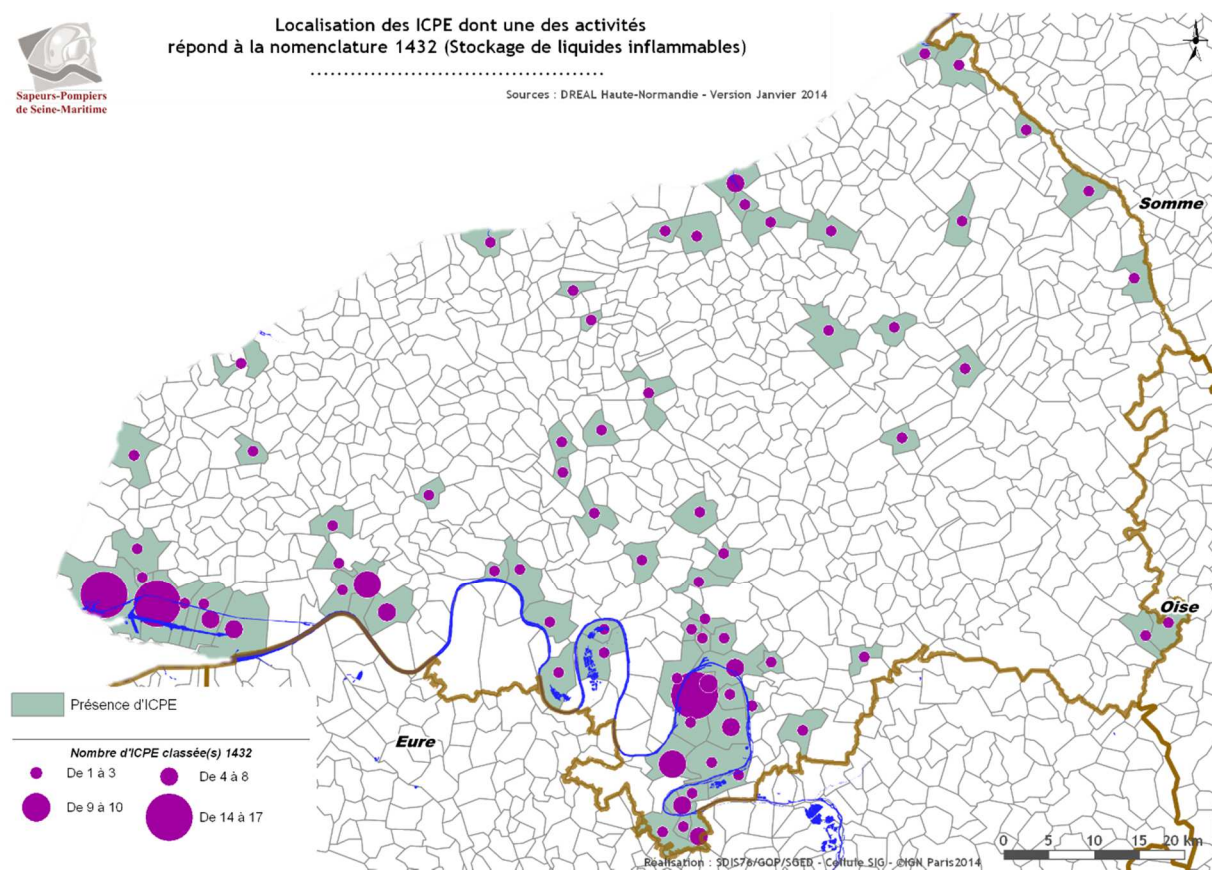 Localisation des ICPE dont une des activités
répond à la nomenclature 1432 (Stockage de liquides inflammables)
Sources : DREAL Haute-Normandie - Version Janvier 2014
Sapeurs-Pompiers
de Seine-Maritime
Somme
Oise
Eure
Présence d'ICPE
Nombre d'ICPE classée(s) 1432
De 1 à 3
De 4 à 8
De 9 à 10
De 14 à 17
0 5 10 15 20 km
Réalisation : SDIS76/GOP/SGED - Cellule SIG - ©IGN Paris2014